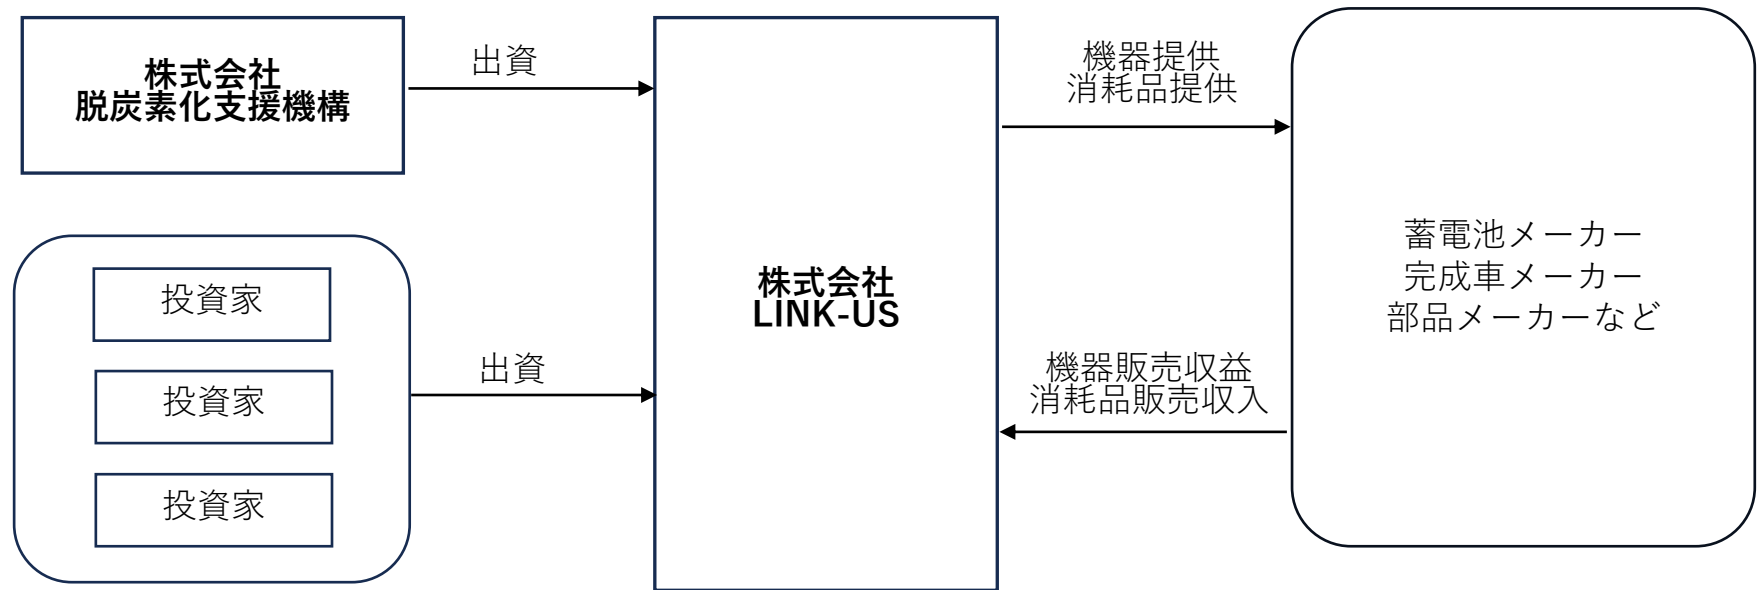 株式会社
脱炭素化支援機構
出資
投資家
投資家
投資家
出資
株式会社
LINK-US
機器提供
消耗品提供
機器販売収益
消耗品販売収入
蓄電池メーカー
完成車メーカー
部品メーカーなど